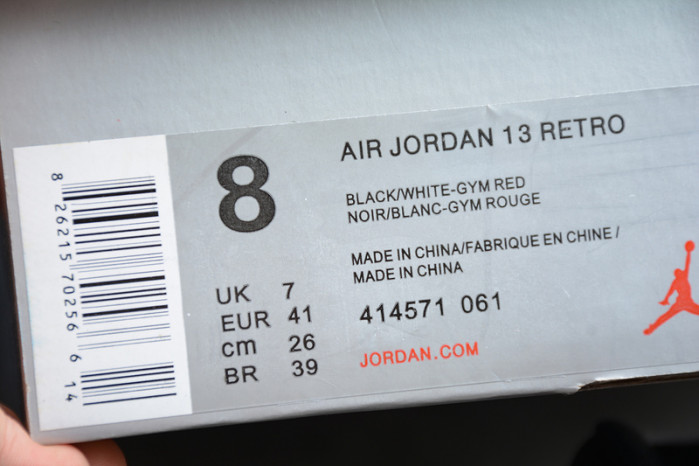 8 26215 70256 6 14
8
UK 7
EUR 41
cm 26
BR 39
AIR JORDAN 13 RETRO
BLACK/WHITE-GYM RED
NOIR/BLANC-GYM ROUGE
MADE IN CHINA/FABRIQUE EN CHINE /
MADE IN CHINA
414571 061
JORDAN.COM